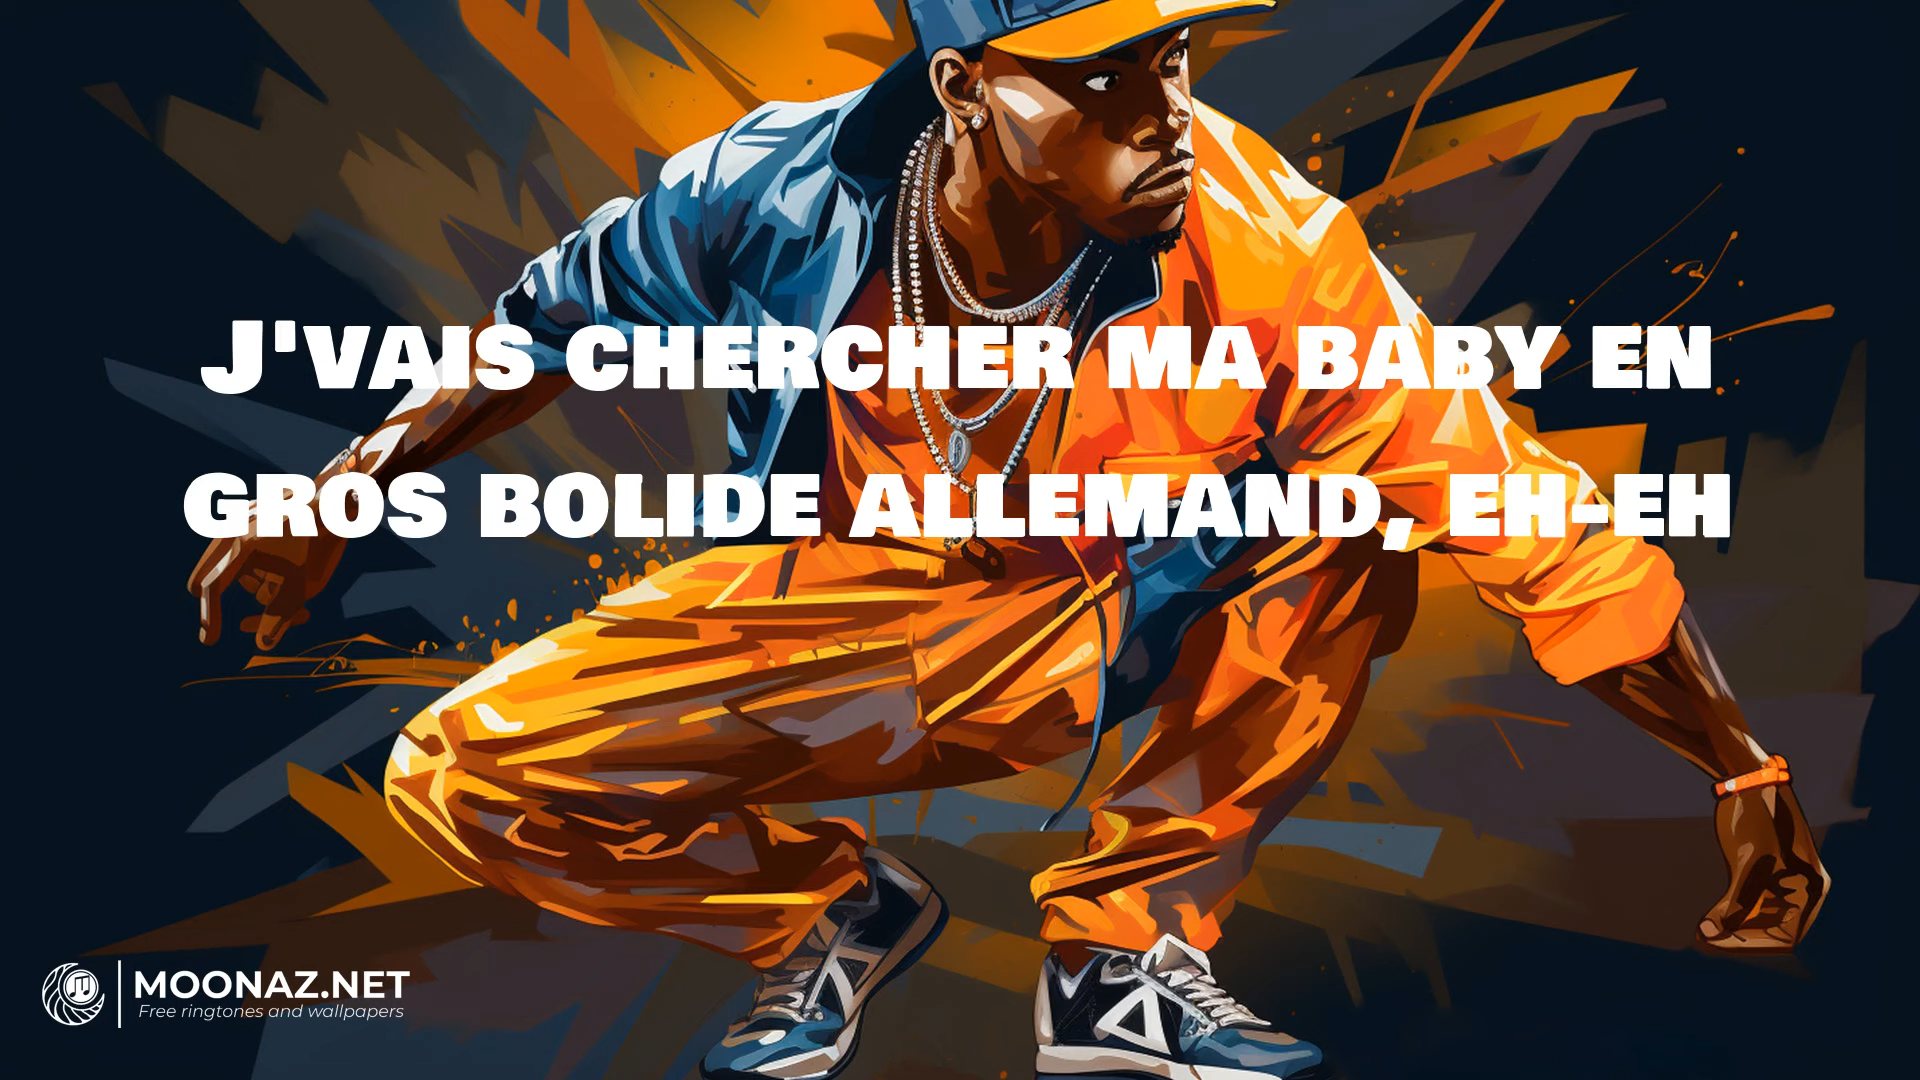 J'VAIS CHERCHER MA BABY EN
GROS BOLIDE ALLEMAND, EH-EH
MOONAZ.NET
Free ringtones and wallpapers